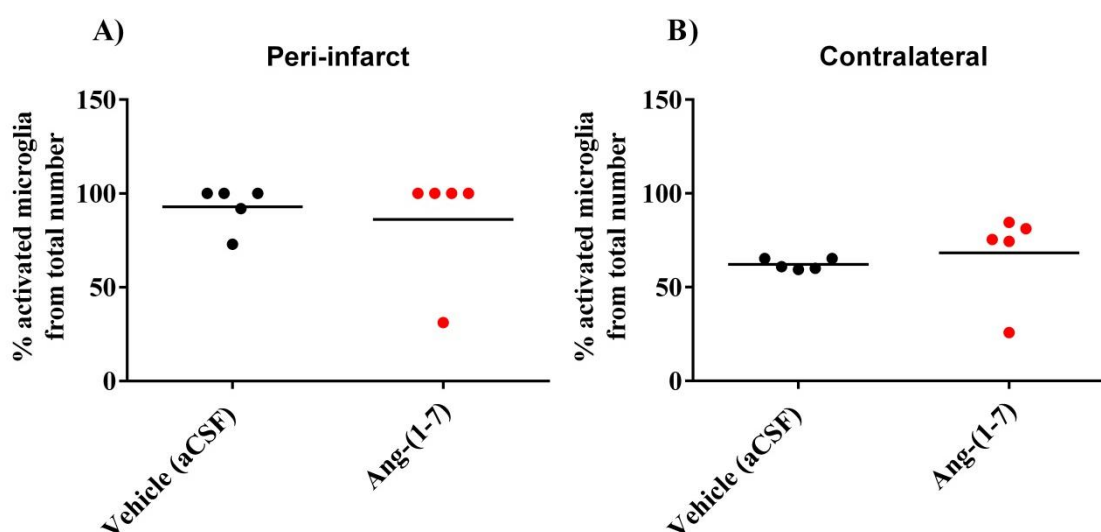 A)
Peri-infarct
% activated microglia
from total number
150
100
50
0
Vehicle (aCSF)
Ang-(1-7)
B)
Contralateral
% activated microglia
from total number
150
100
50
0
Vehicle (aCSF)
Ang-(1-7)